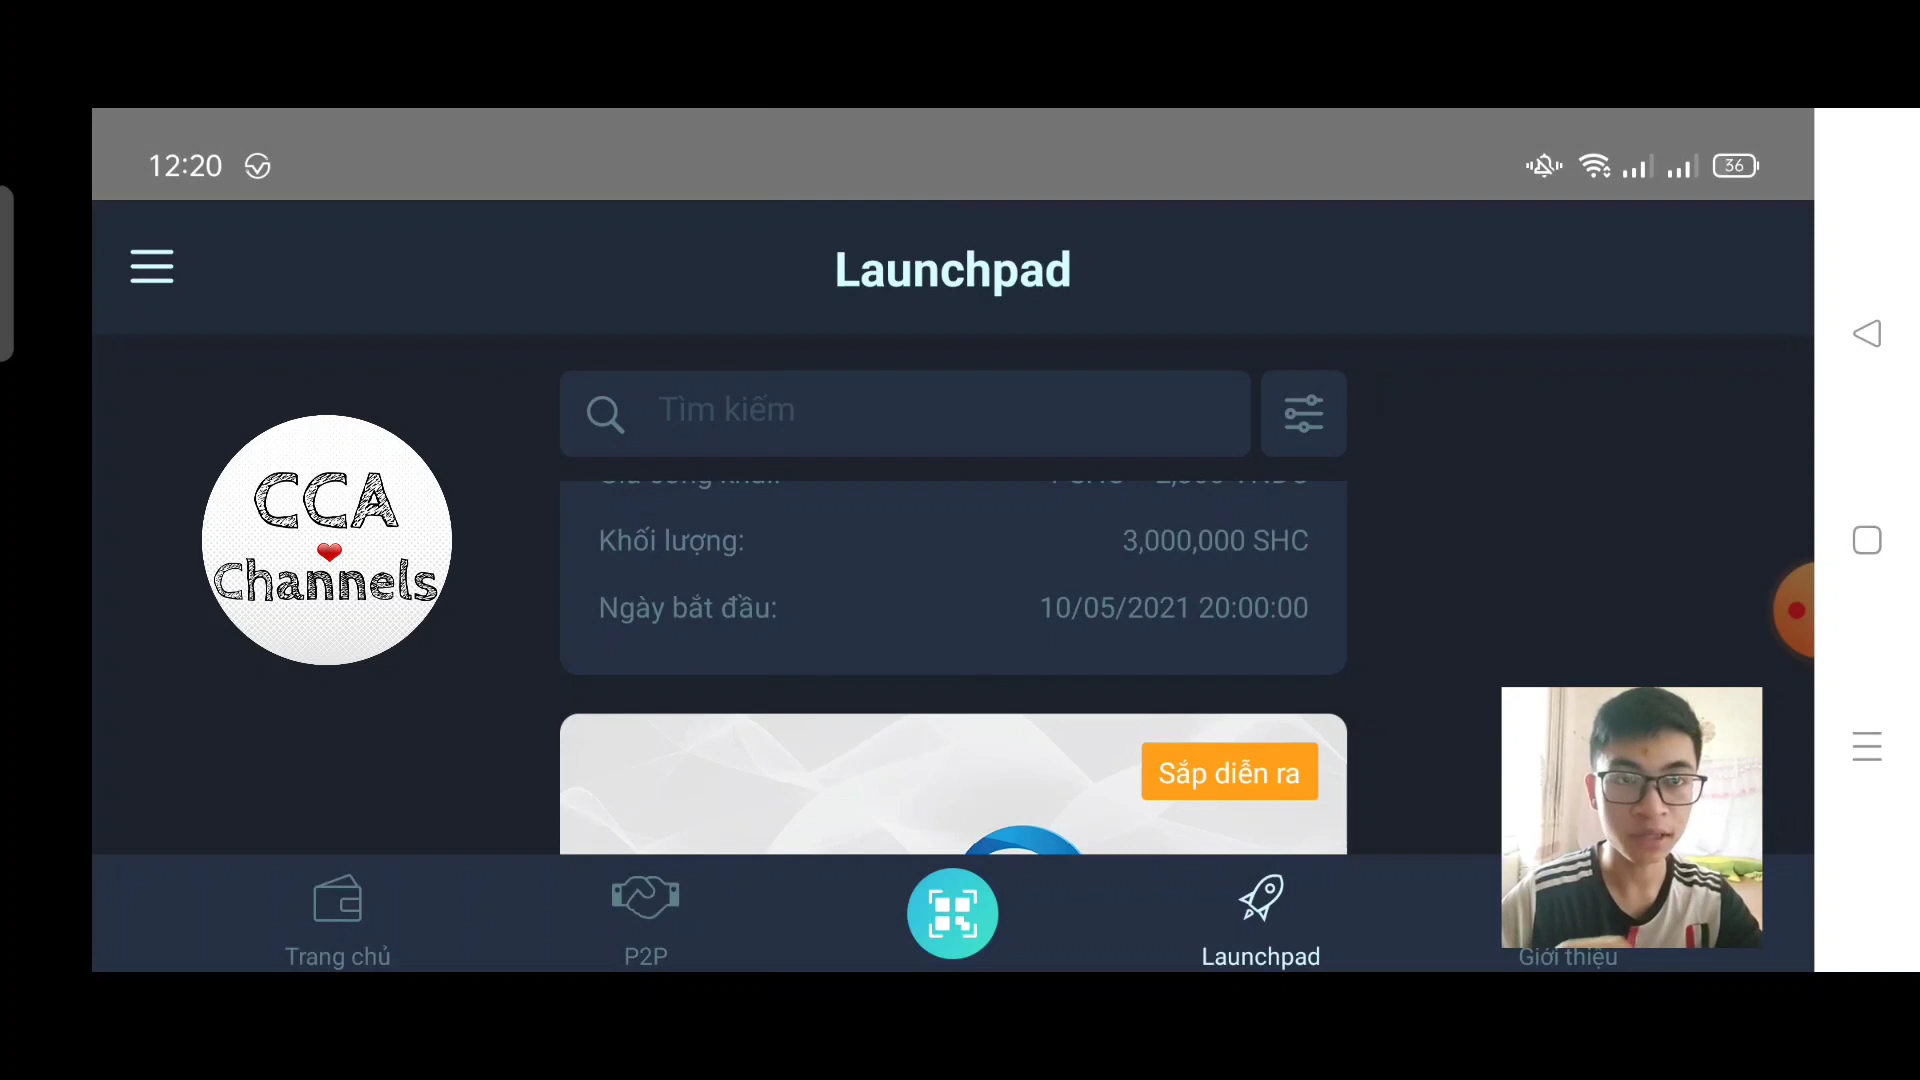 12:20
36
Launchpad
Tìm kiếm
CCA
Channels
Khối lượng:
3,000,000 SHC
Ngày bắt đầu:
10/05/2021 20:00:00
Sắp diễn ra
Trang chủ
P2P
Launchpad
Giới thiệu